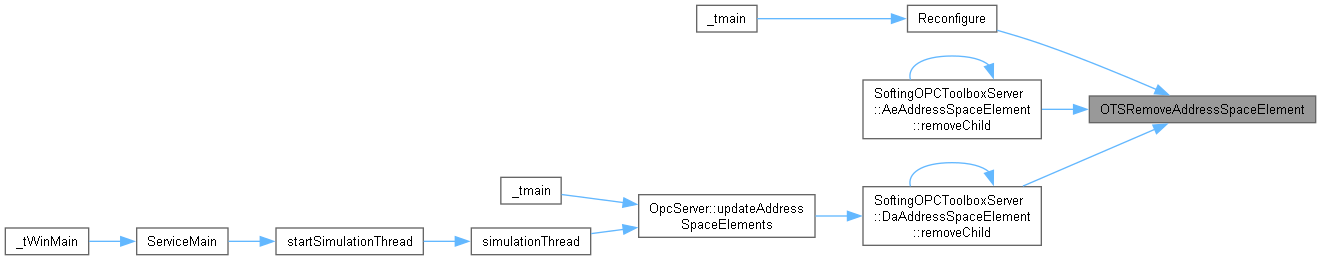 _tmain
Reconfigure
SoftingOPCToolboxServer
::AeAddressSpaceElement
::removeChild
OTSRemoveAddressSpaceElement
_tmain
OpcServer::updateAddress
SpaceElements
SoftingOPCToolboxServer
::DaAddressSpaceElement
::removeChild
_tWinMain
ServiceMain
startSimulationThread
simulationThread